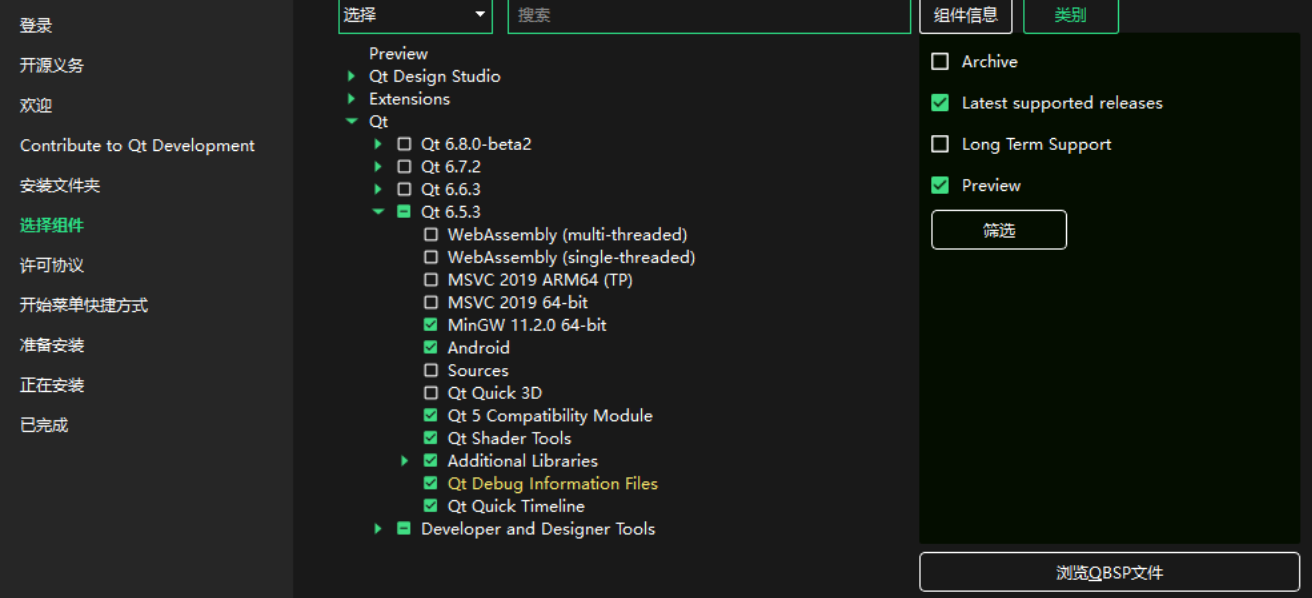 登录
开源义务
欢迎
Contribute to Qt Development
安装文件夹
选择组件
许可协议
开始菜单快捷方式
准备安装
正在安装
已完成
选择
搜索
Preview
Qt Design Studio
Extensions
Qt
Qt 6.8.0-beta2
Qt 6.7.2
Qt 6.6.3
Qt 6.5.3
WebAssembly (multi-threaded)
WebAssembly (single-threaded)
MSVC 2019 ARM64 (TP)
MSVC 2019 64-bit
MinGW 11.2.0 64-bit
Android
Sources
Qt Quick 3D
Qt 5 Compatibility Module
Qt Shader Tools
Additional Libraries
Qt Debug Information Files
Qt Quick Timeline
Developer and Designer Tools
组件信息
类别
Archive
Latest supported releases
Long Term Support
Preview
筛选
浏览QBSP文件